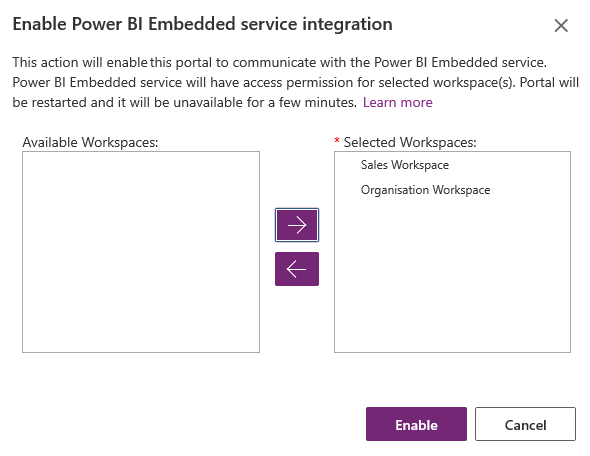 Enable Power BI Embedded service integration
This action will enable this portal to communicate with the Power BI Embedded service.
Power BI Embedded service will have access permission for selected workspace(s). Portal will
be restarted and it will be unavailable for a few minutes. Learn more
Available Workspaces:
* Selected Workspaces:
Sales Workspace
Organisation Workspace
Enable
Cancel